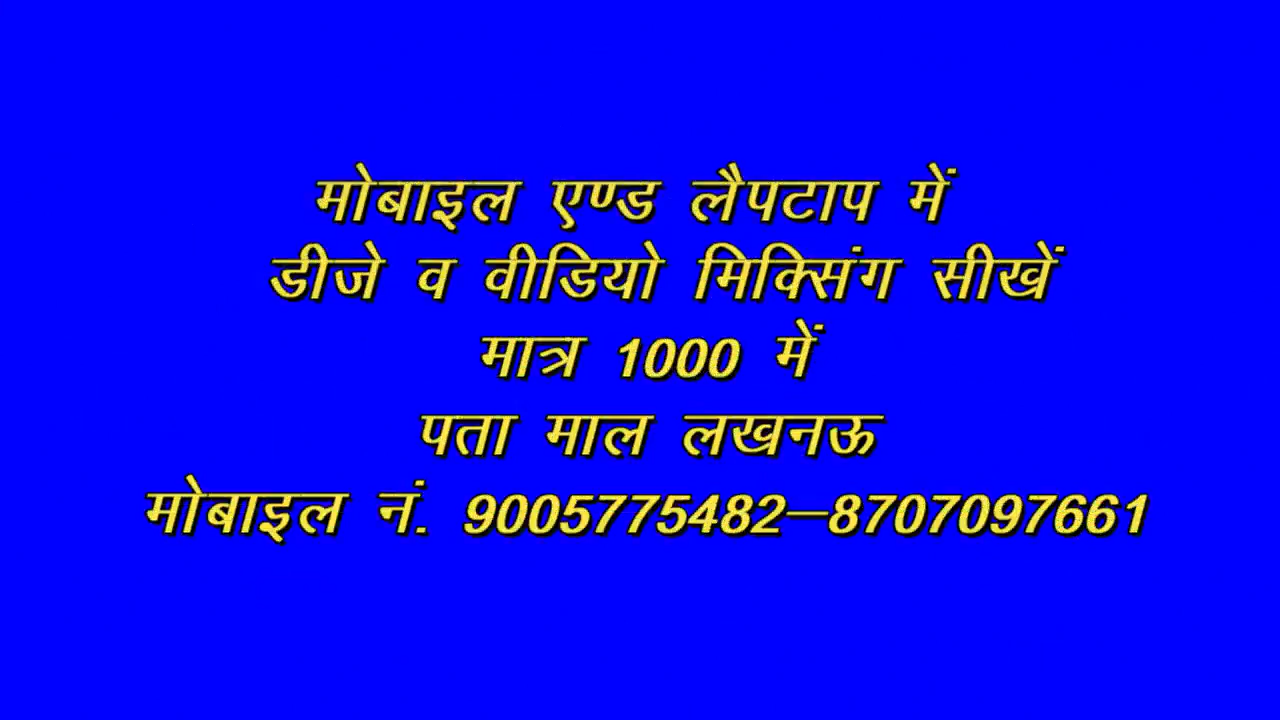 मोबाइल एण्ड लैपटाप में
डीजे व वीडियो मिक्सिंग सीखें
मात्र 1000 में
पता माल लखनऊ
मोबाइल नं. 9005775482–8707097661